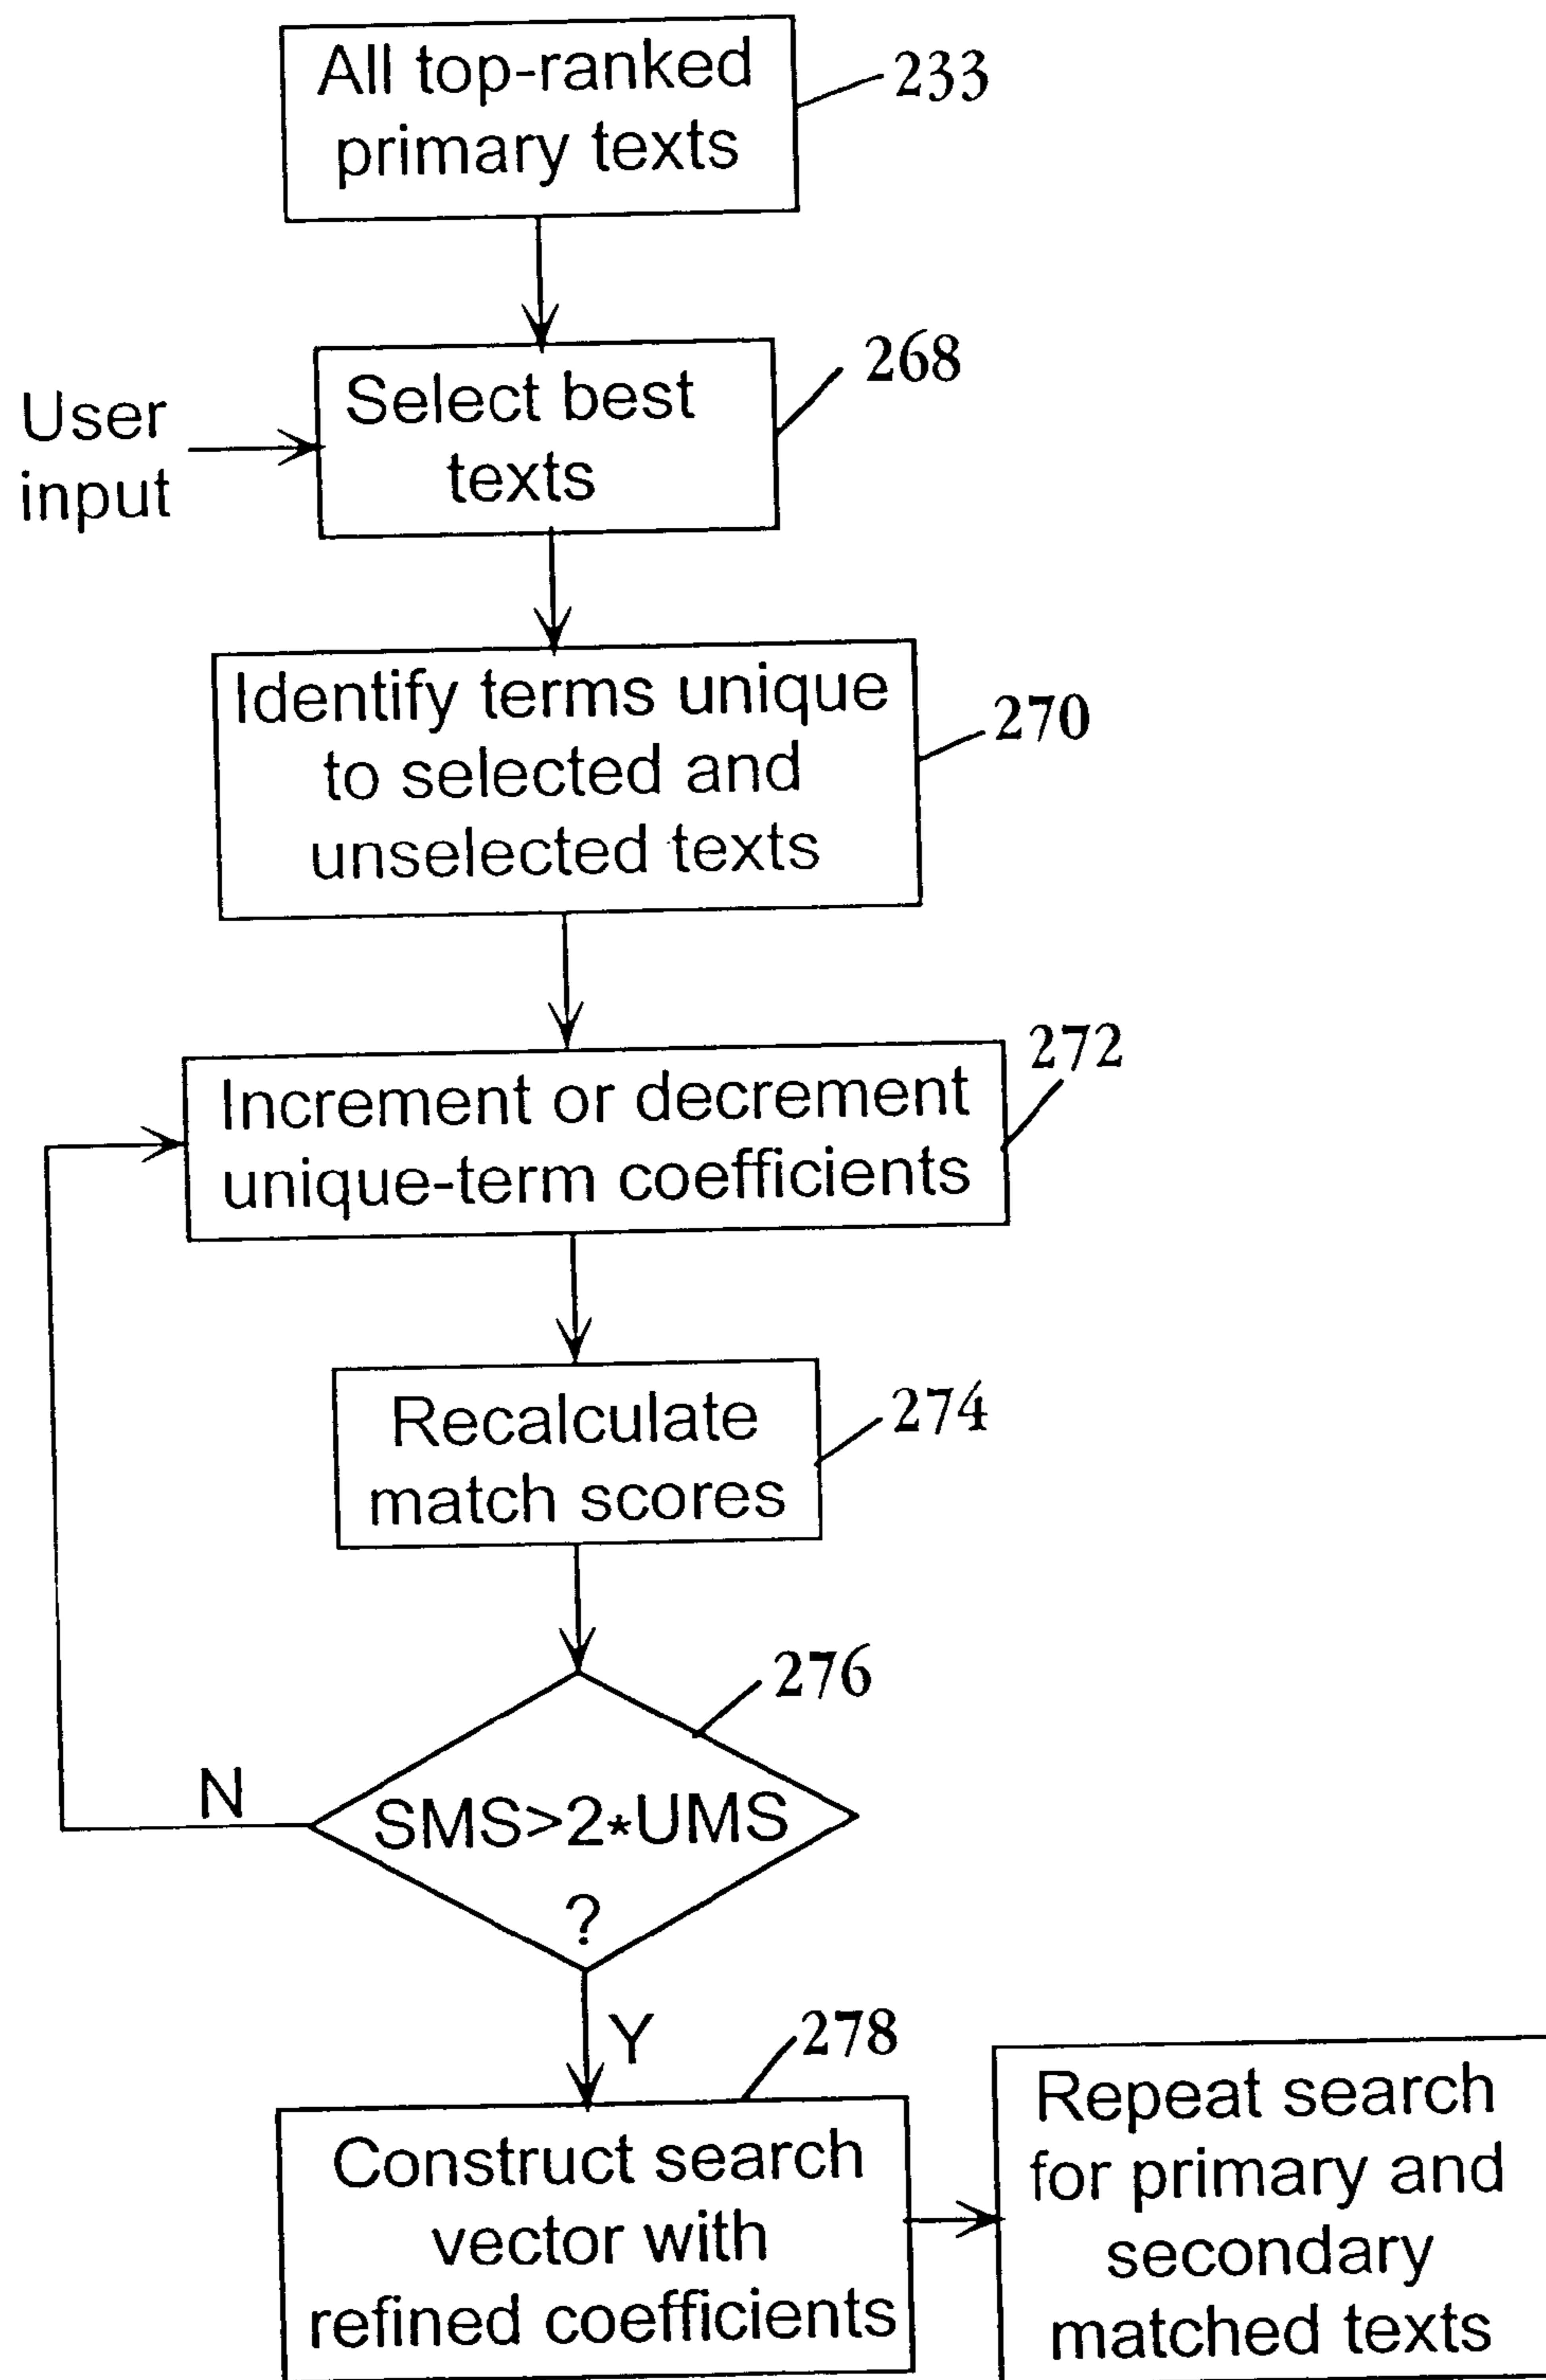 All top-ranked
primary texts
233
User
input
Select best
texts
268
Identify terms unique
to selected and
unselected texts
270
Increment or decrement
unique-term coefficients
272
Recalculate
match scores
274
SMS>2*UMS
?
276
N
Y
278
Construct search
vector with
refined coefficients
Repeat search
for primary and
secondary
matched texts